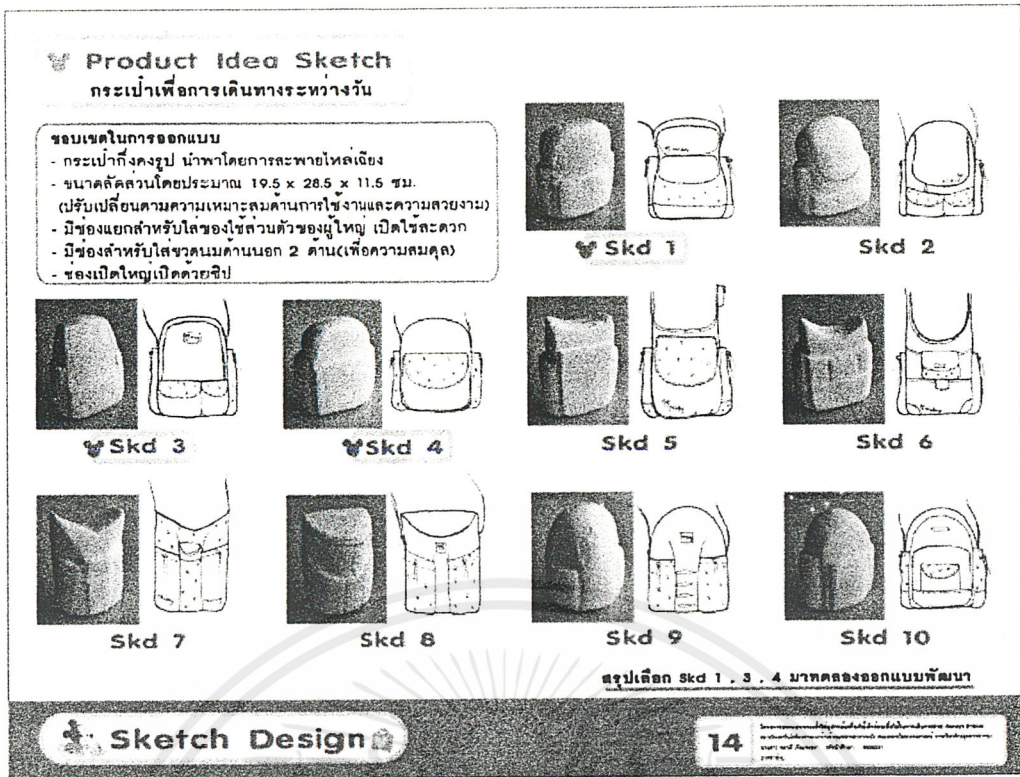 Product Idea Sketch
กระเป๋าเพื่อการเดินทางระหว่างวัน
ขอบเขตในการออกแบบ
- กระเป๋ากึ่งคงรูป นำพาโดยการสะพายไหล่เฉียง
- ขนาดสัดส่วนโดยประมาณ 19.5 x 28.5 x 11.5 ซม.
(ปรับเปลี่ยนตามความเหมาะสมด้านการใช้งานและความสวยงาม)
- มีช่องแยกสำหรับใส่ของใช้ส่วนตัวของผู้ใหญ่ เปิดใช้สะดวก
- มีช่องสำหรับใส่ขวดนมด้านนอก 2 ด้าน(เพื่อความสมดุล)
- ช่องเปิดใหญ่เปิดด้วยซิป
Skd 1
Skd 2
Skd 3
Skd 4
Skd 5
Skd 6
Skd 7
Skd 8
Skd 9
Skd 10
สรุปเลือก Skd 1 , 3 , 4 มาทดลองออกแบบพัฒนา
Sketch Design
14